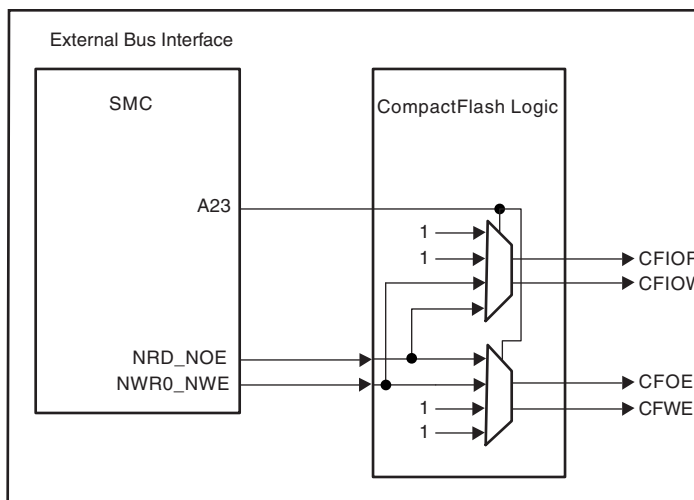 External Bus Interface
SMC
CompactFlash Logic
A23
1
1
CFIOR
CFIOW
NRD_NOE
NWR0_NWE
CFOE
CFWE
1
1